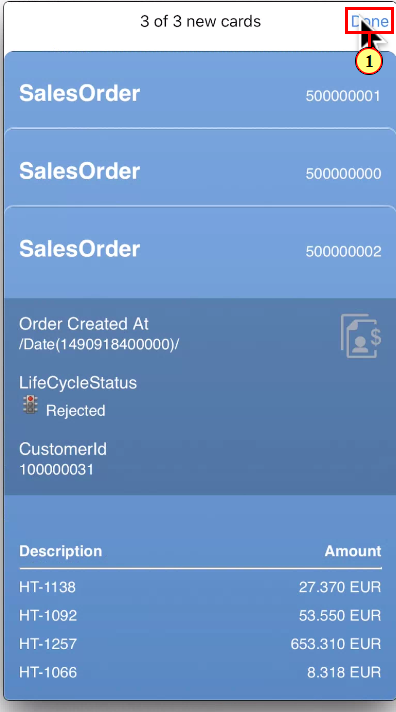 3 of 3 new cards Done
1
SalesOrder 500000001
SalesOrder 500000000
SalesOrder 500000002
Order Created At
/Date(1490918400000)/
$
LifeCycleStatus
Rejected
CustomerId
100000031
Description Amount
HT-1138 27.370 EUR
HT-1092 53.550 EUR
HT-1257 653.310 EUR
HT-1066 8.318 EUR